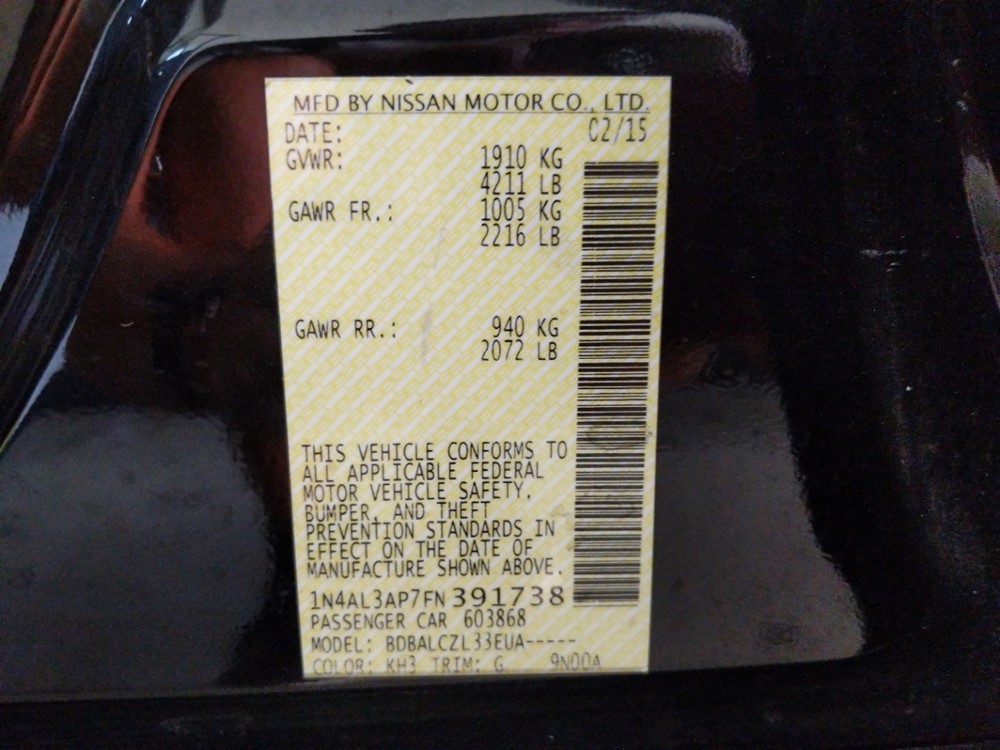 MFD BY NISSAN MOTOR CO., LTD.
DATE: 02/15
GVWR: 1910 KG
4211 LB
GAWR FR.: 1005 KG
2216 LB
GAWR RR.: 940 KG
2072 LB
THIS VEHICLE CONFORMS TO
ALL APPLICABLE FEDERAL
MOTOR VEHICLE SAFETY,
BUMPER, AND THEFT
PREVENTION STANDARDS IN
EFFECT ON THE DATE OF
MANUFACTURE SHOWN ABOVE.
1N4AL3AP7FN391738
PASSENGER CAR 603868
MODEL: BDBALCZL33EUA-----
COLOR: KH3 TRIM: G 9N00A